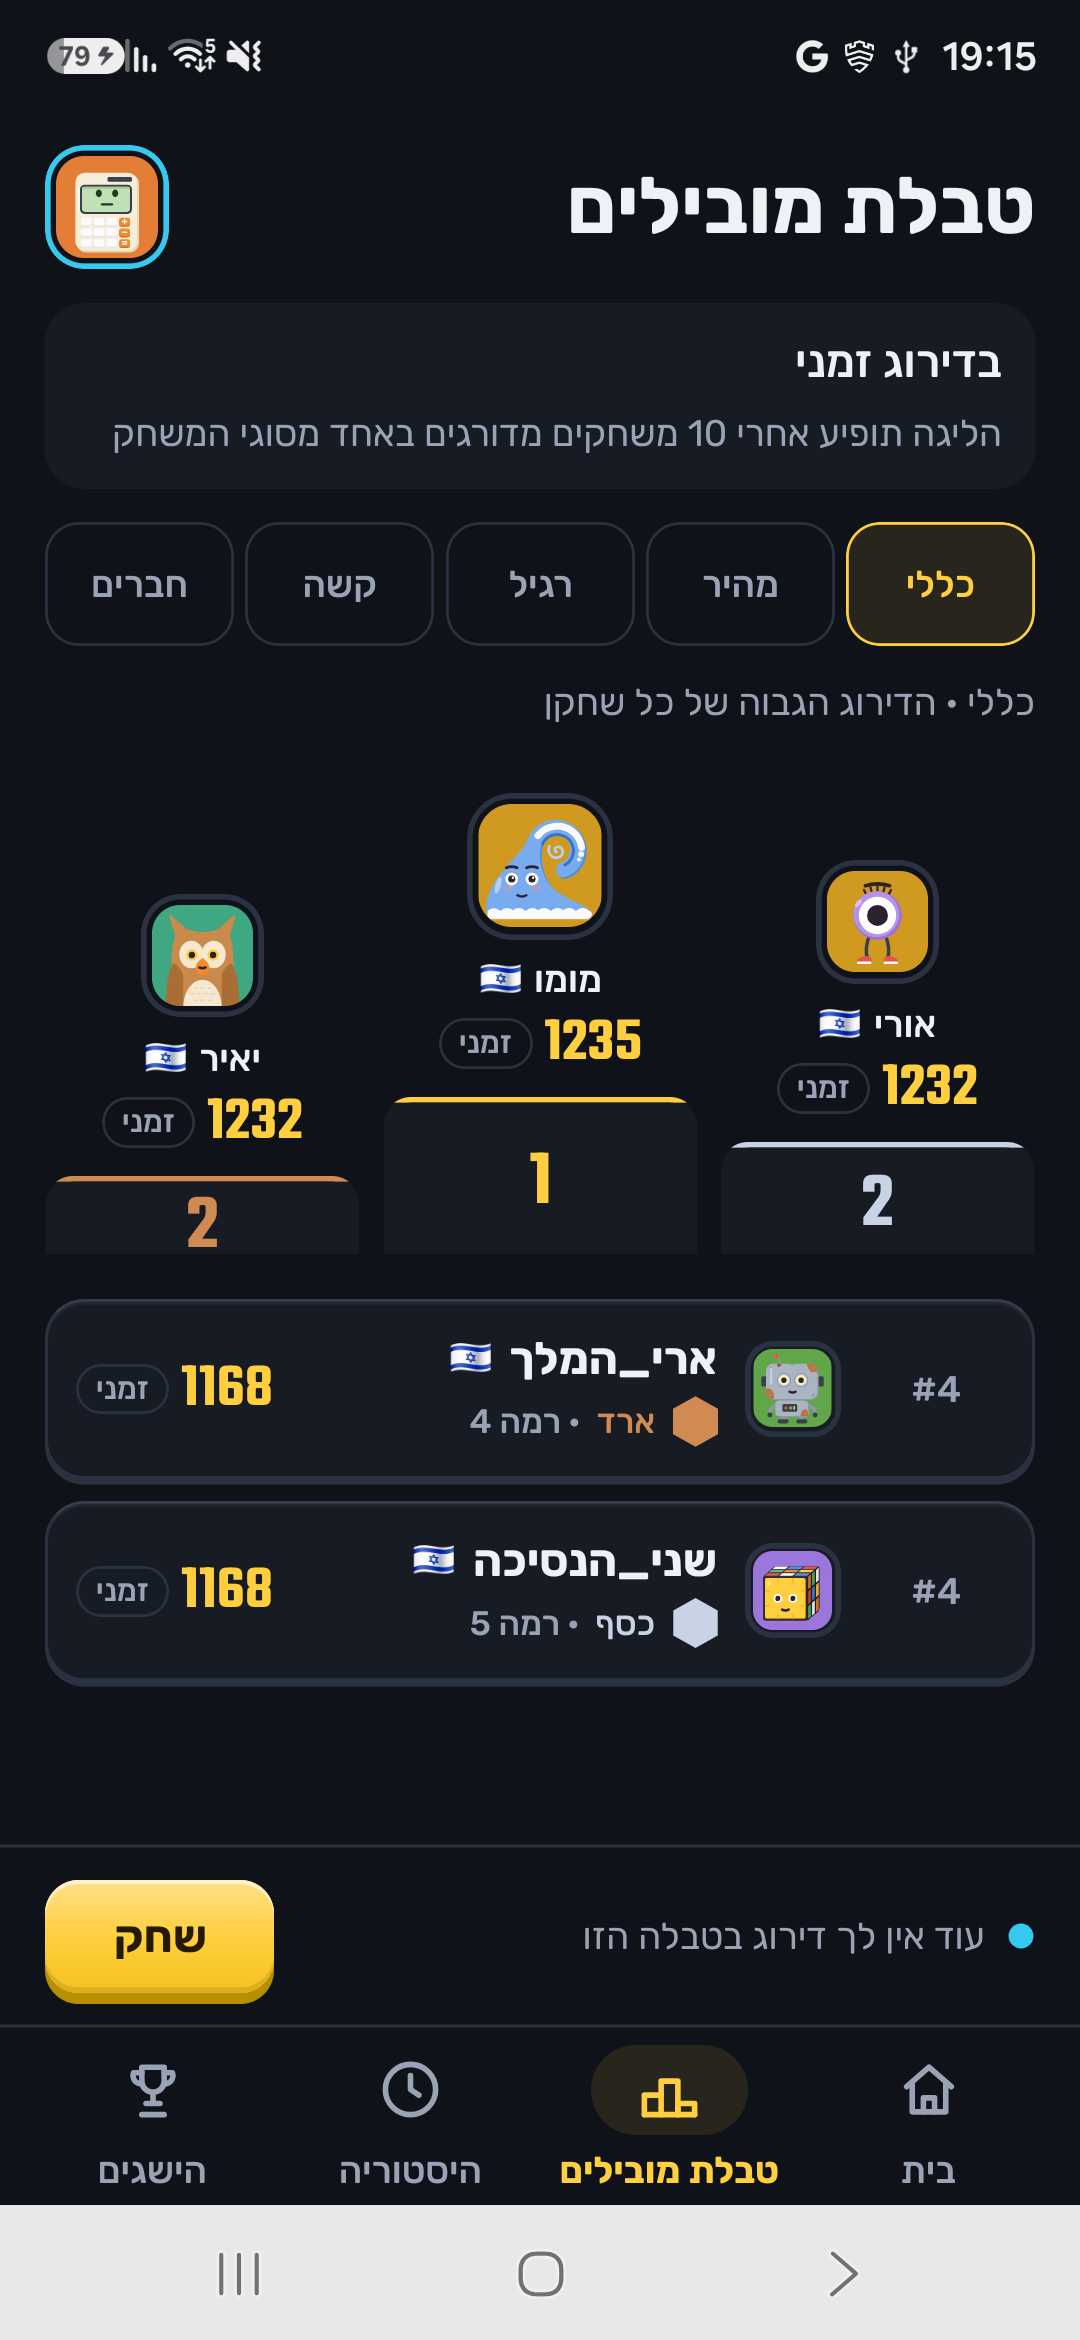 19:15
79
5
טבלת מובילים
בדירוג זמני
הליגה תופיע אחרי 10 משחקים מדורגים באחד מסוגי המשחק
כללי
מהיר
רגיל
קשה
חברים
כללי • הדירוג הגבוה של כל שחקן
אורי
1232 זמני
2
מומו
1235 זמני
1
יאיר
1232 זמני
2
#4
ארי_המלך
ארד • רמה 4
1168 זמני
#4
שני_הנסיכה
כסף • רמה 5
1168 זמני
עוד אין לך דירוג בטבלה הזו
שחק
בית
טבלת מובילים
היסטוריה
הישגים